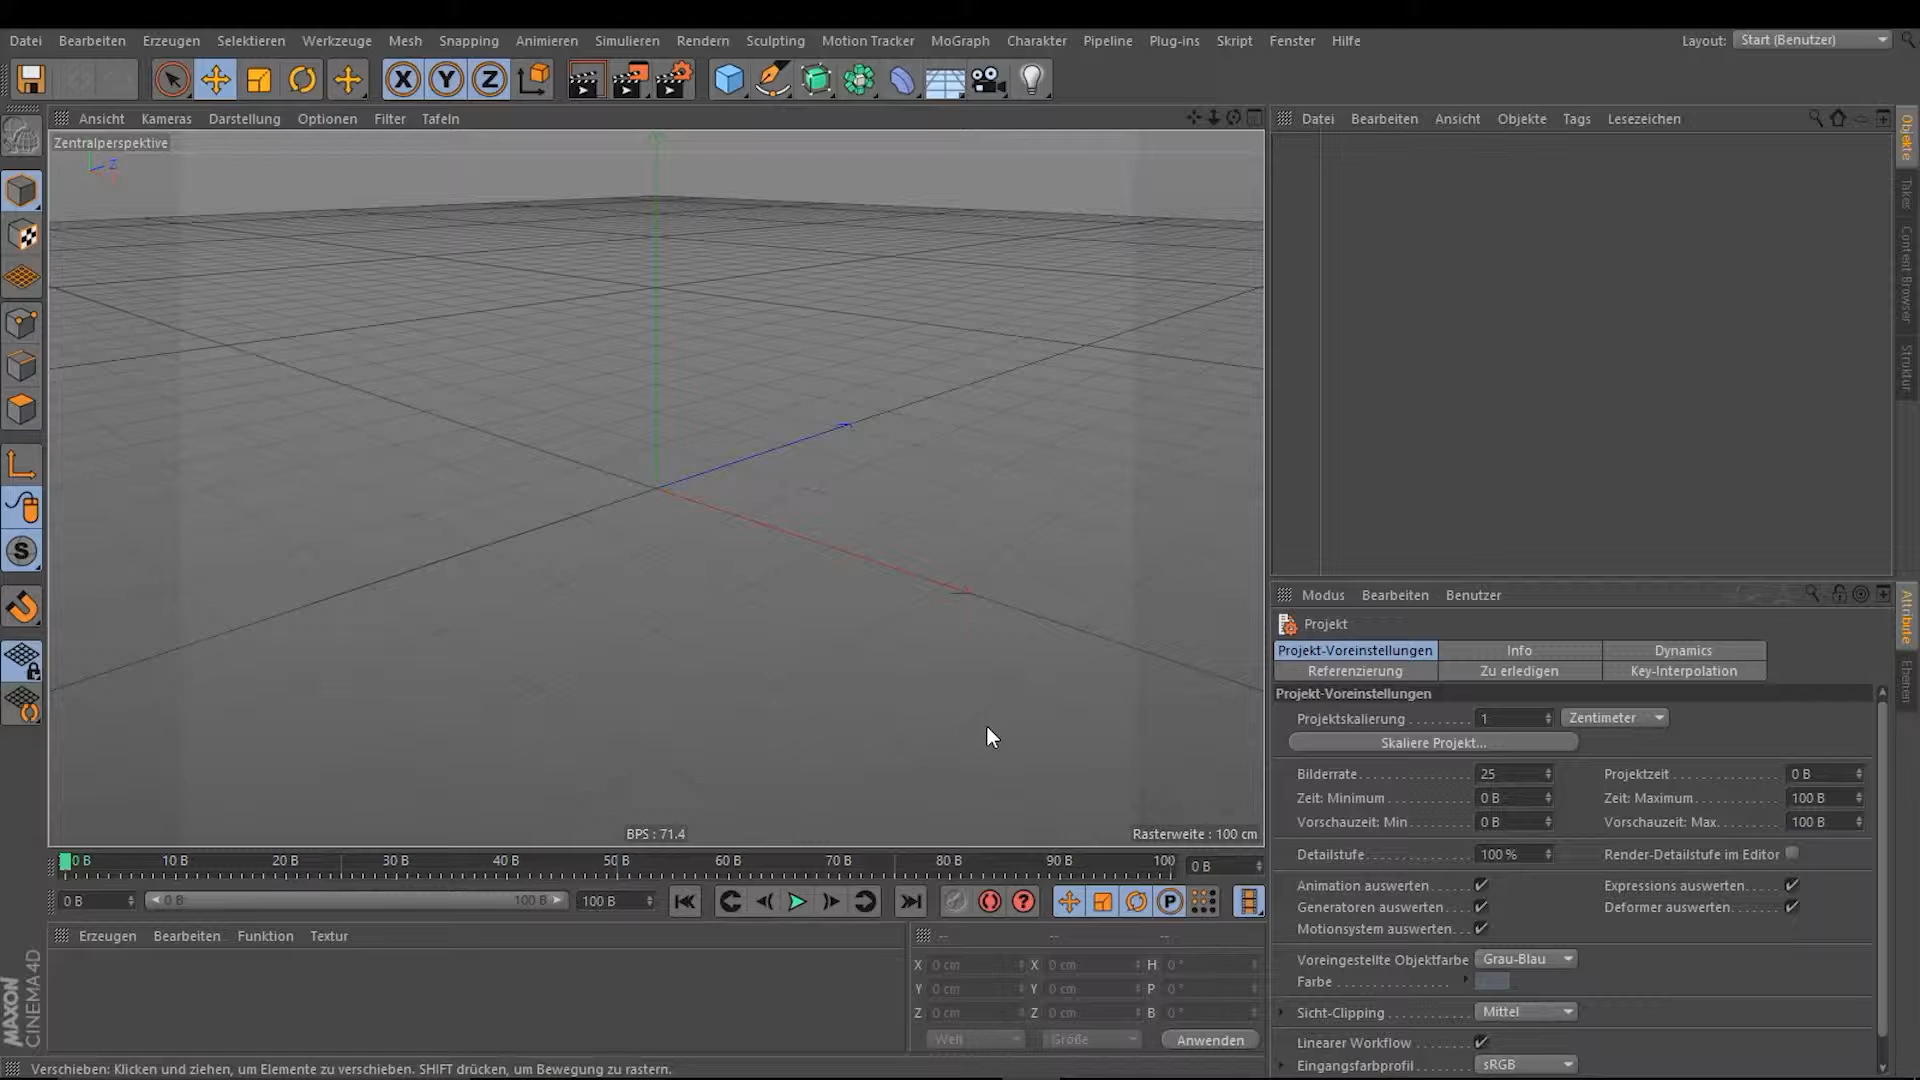 Datei Bearbeiten Erzeugen Selektieren Werkzeuge Mesh Snapping Animieren Simulieren Rendern Sculpting Motion Tracker MoGraph Charakter Pipeline Plug-ins Skript Fenster Hilfe Layout: Start (Benutzer)
X Y Z
Ansicht Kameras Darstellung Optionen Filter Tafeln
Zentralperspektive
Z
S
BPS : 71.4
Rasterweite : 100 cm
0 B 10 B 20 B 30 B 40 B 50 B 60 B 70 B 80 B 90 B 100 0 B
0 B 0 B 100 B 100 B ? P
Erzeugen Bearbeiten Funktion Textur
-- -- --
X 0 cm X 0 cm H 0 °
Y 0 cm Y 0 cm P 0 °
Z 0 cm Z 0 cm B 0 °
Welt Größe Anwenden
MAXON
CINEMA 4D
Verschieben: Klicken und ziehen, um Elemente zu verschieben. SHIFT drücken, um Bewegung zu rastern.
Datei Bearbeiten Ansicht Objekte Tags Lesezeichen
Objekte
Takes
Content Browser
Struktur
Modus Bearbeiten Benutzer
Attribute
Ebenen
Projekt
Projekt-Voreinstellungen Info Dynamics
Referenzierung Zu erledigen Key-Interpolation
Projekt-Voreinstellungen
Projektskalierung 1 Zentimeter
Skaliere Projekt...
Bilderrate 25 Projektzeit 0 B
Zeit: Minimum 0 B Zeit: Maximum 100 B
Vorschauzeit: Min 0 B Vorschauzeit: Max. 100 B
Detailstufe 100 % Render-Detailstufe im Editor
Animation auswerten Expressions auswerten
Generatoren auswerten Deformer auswerten
Motionsystem auswerten
Voreingestellte Objektfarbe Grau-Blau
Farbe
Sicht-Clipping Mittel
Linearer Workflow
Eingangsfarbprofil sRGB